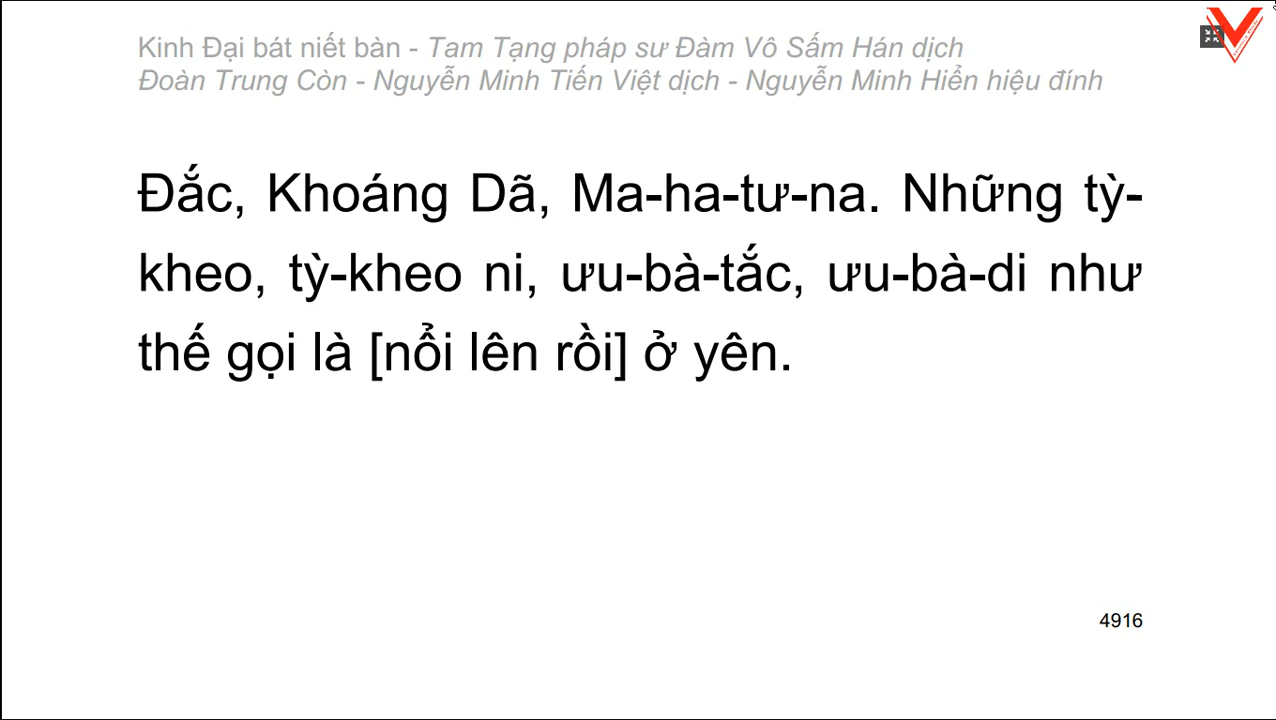 Kinh Đại bát niết bàn - Tam Tạng pháp sư Đàm Vô Sấm Hán dịch
Đoàn Trung Còn - Nguyễn Minh Tiến Việt dịch - Nguyễn Minh Hiển hiệu đính
Đắc, Khoáng Dã, Ma-ha-tư-na. Những tỳ-
kheo, tỳ-kheo ni, ưu-bà-tắc, ưu-bà-di như
thế gọi là [nổi lên rồi] ở yên.
4916